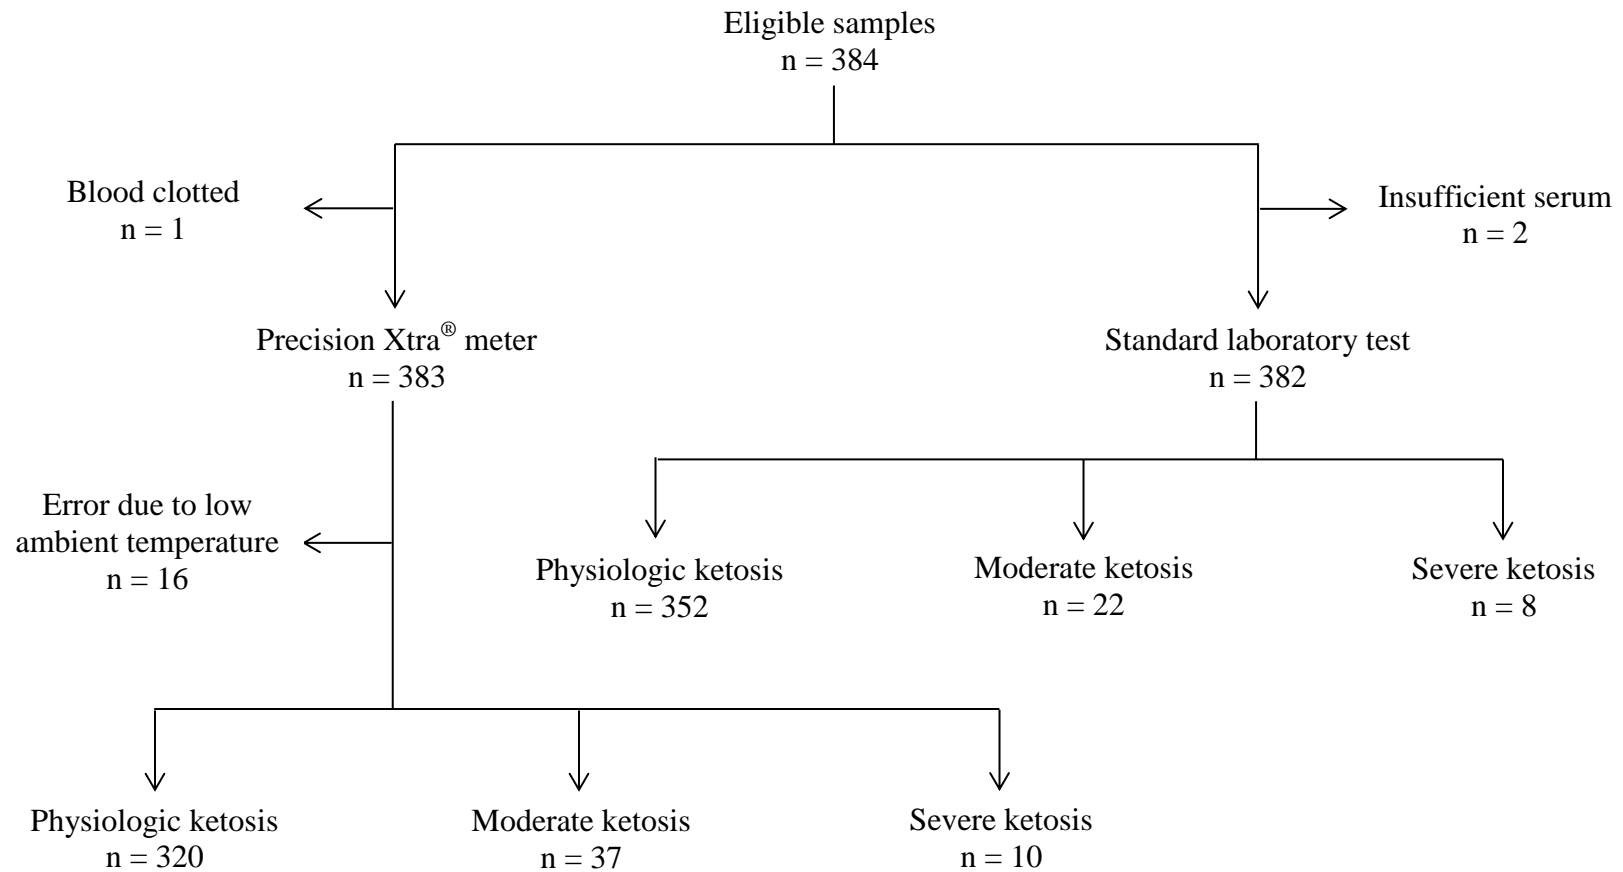 Eligible samples
n = 384
Blood clotted
n = 1
Insufficient serum
n = 2
Precision Xtra® meter
n = 383
Standard laboratory test
n = 382
Error due to low
ambient temperature
n = 16
Physiologic ketosis
n = 352
Moderate ketosis
n = 22
Severe ketosis
n = 8
Physiologic ketosis
n = 320
Moderate ketosis
n = 37
Severe ketosis
n = 10